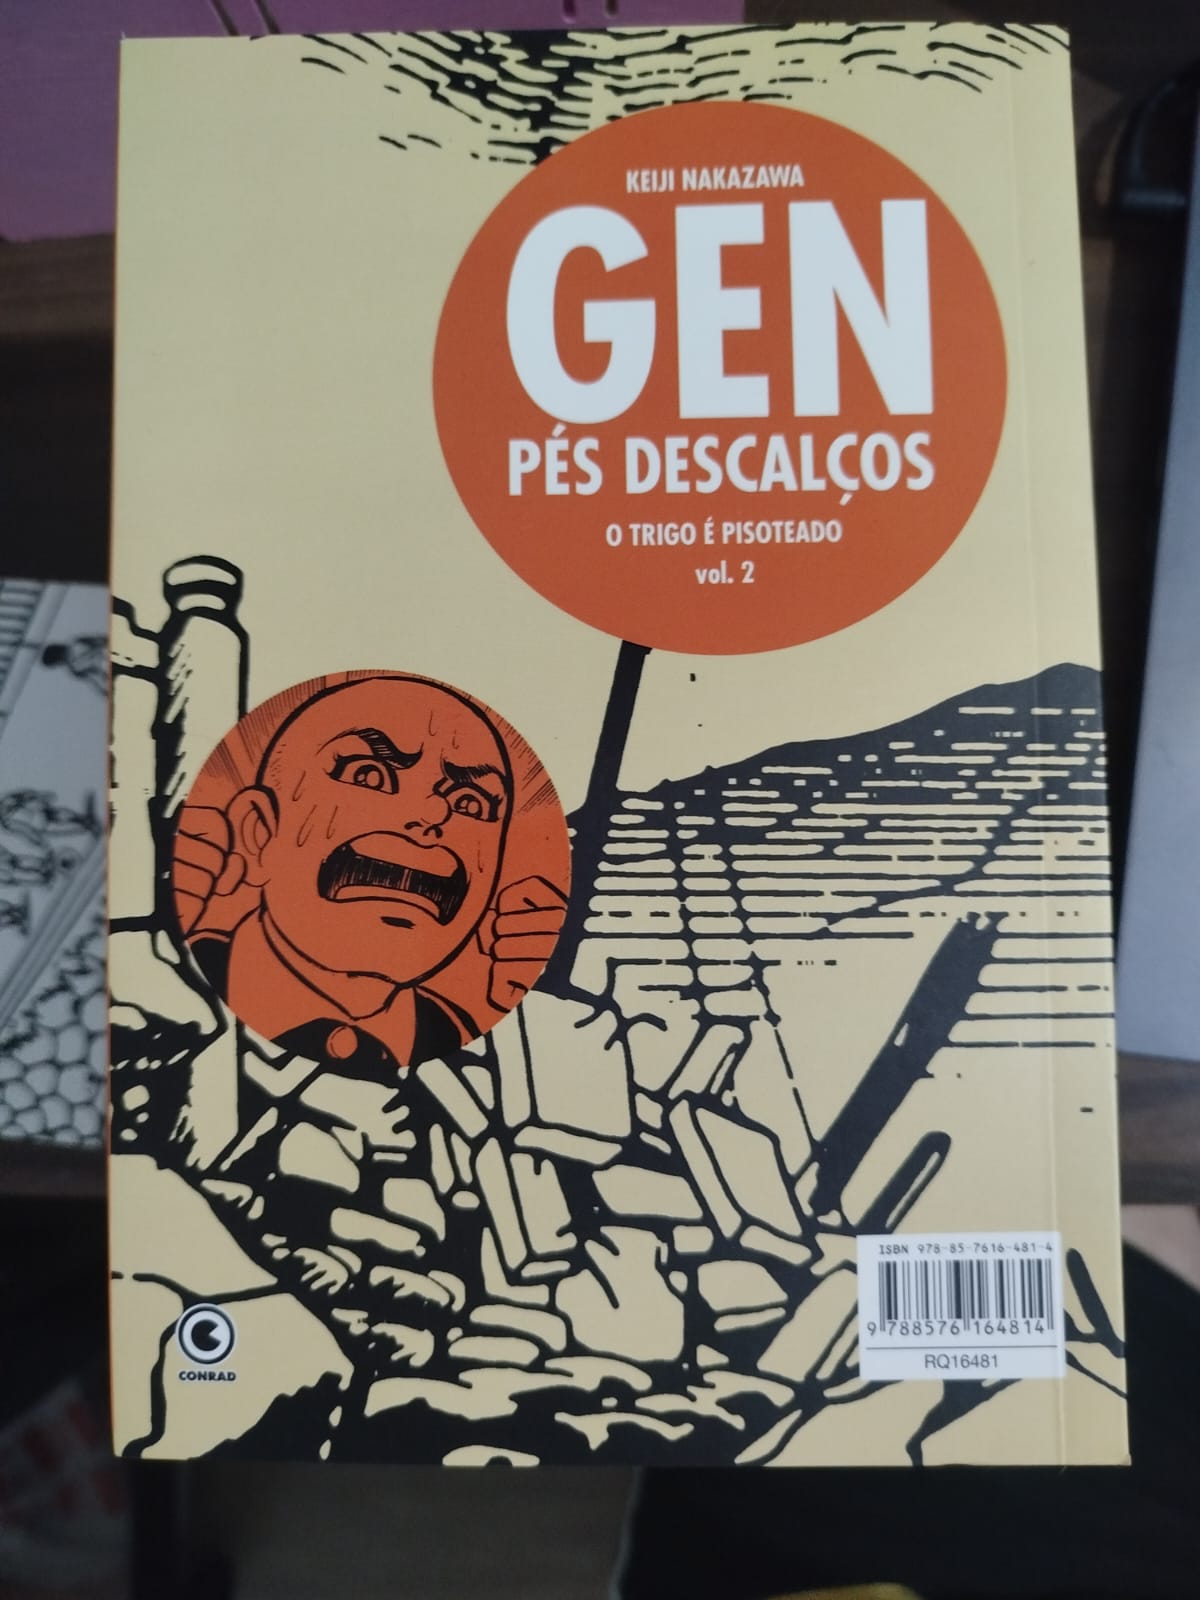 KEIJI NAKAZAWA
GEN
PÉS DESCALÇOS
O TRIGO É PISOTEADO
vol. 2
ISBN 978-85-7616-481-4
9 788576 164814
RQ16481
CONRAD